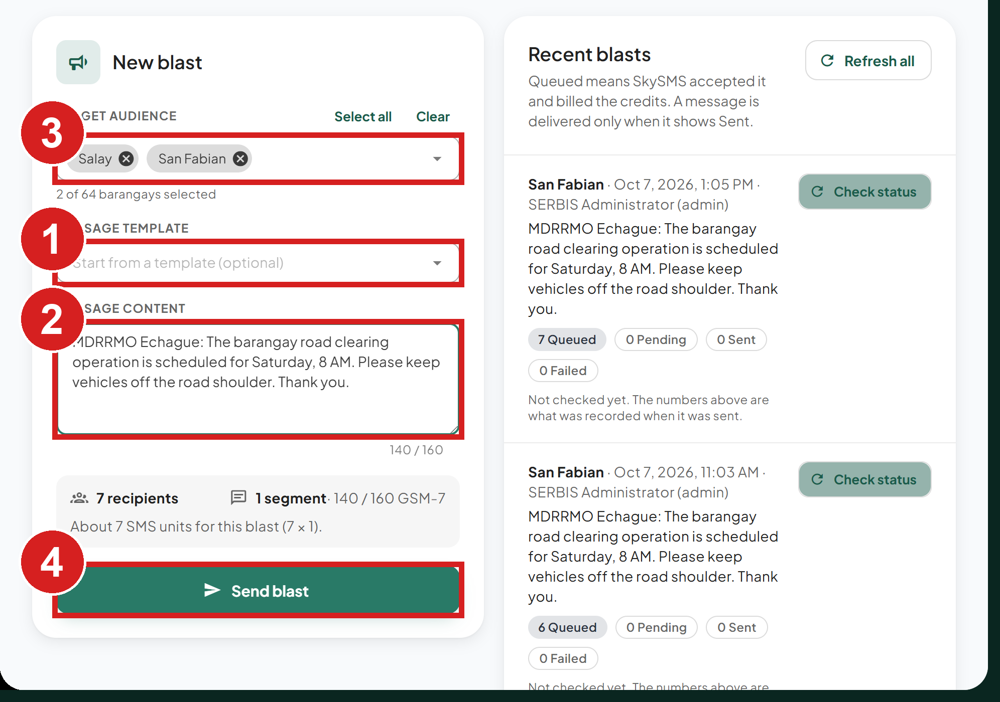 New blast
3
GET AUDIENCE
Select all
Clear
Salay
San Fabian
2 of 64 barangays selected
1
SAGE TEMPLATE
Start from a template (optional)
2
SAGE CONTENT
MDRRMO Echague: The barangay road clearing
operation is scheduled for Saturday, 8 AM. Please keep
vehicles off the road shoulder. Thank you.
140 / 160
7 recipients
1 segment · 140 / 160 GSM-7
About 7 SMS units for this blast (7 × 1).
4
Send blast
Recent blasts
Refresh all
Queued means SkySMS accepted it
and billed the credits. A message is
delivered only when it shows Sent.
San Fabian · Oct 7, 2026, 1:05 PM ·
SERBIS Administrator (admin)
Check status
MDRRMO Echague: The barangay
road clearing operation is scheduled
for Saturday, 8 AM. Please keep
vehicles off the road shoulder. Thank
you.
7 Queued
0 Pending
0 Sent
0 Failed
Not checked yet. The numbers above are
what was recorded when it was sent.
San Fabian · Oct 7, 2026, 11:03 AM ·
SERBIS Administrator (admin)
Check status
MDRRMO Echague: The barangay
road clearing operation is scheduled
for Saturday, 8 AM. Please keep
vehicles off the road shoulder. Thank
you.
6 Queued
0 Pending
0 Sent
0 Failed
Not checked yet. The numbers above are